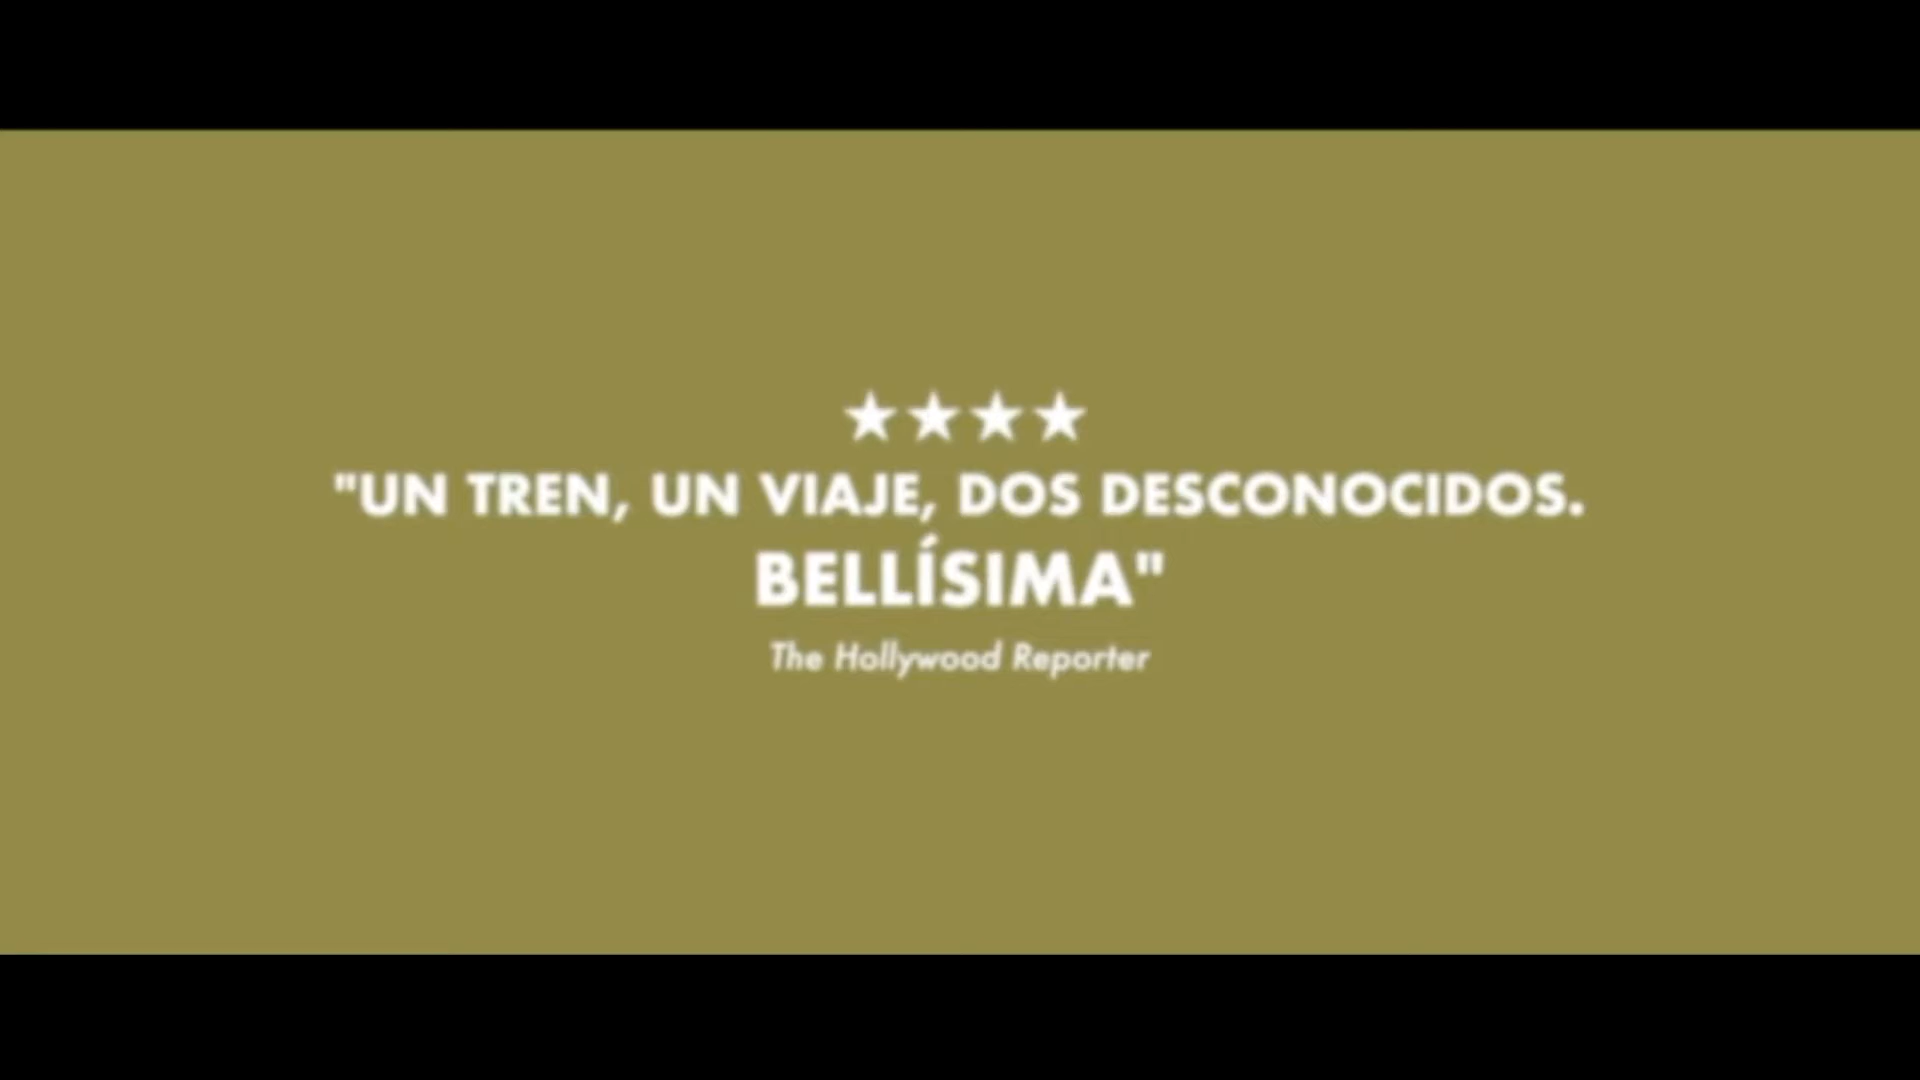 ★★★★
"UN TREN, UN VIAJE, DOS DESCONOCIDOS.
BELLÍSIMA"
The Hollywood Reporter